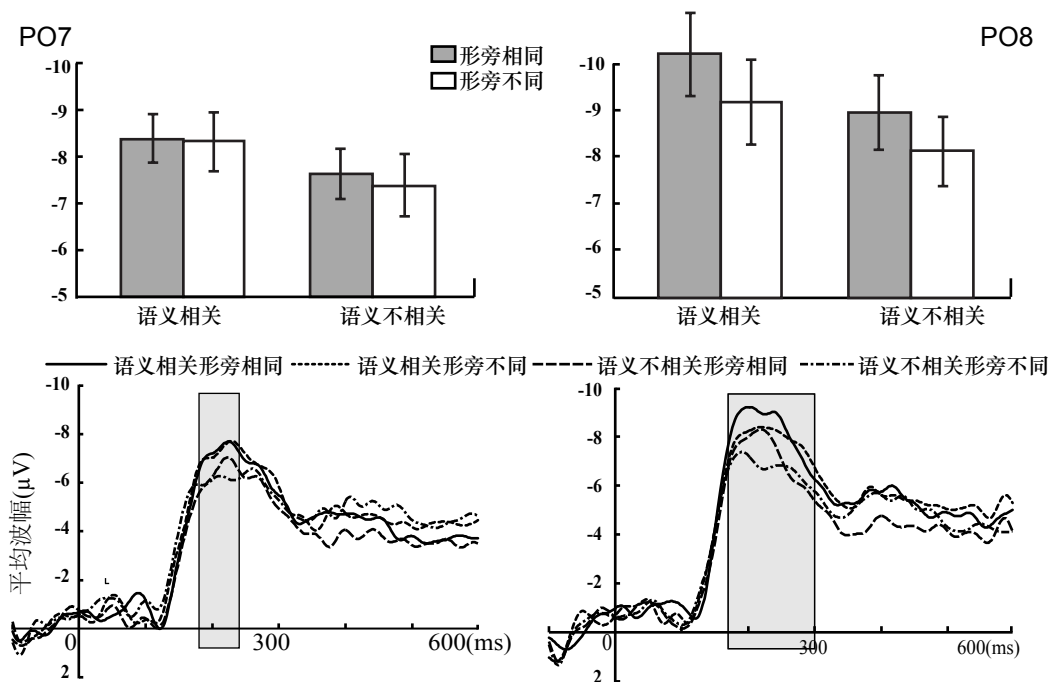 PO7
形旁相同
形旁不同
-10
-9
-8
-7
-6
-5
语义相关
语义不相关
PO8
-10
-9
-8
-7
-6
-5
语义相关
语义不相关
语义相关形旁相同
语义相关形旁不同
语义不相关形旁相同
语义不相关形旁不同
平均波幅(μV)
-10
-8
-6
-4
-2
0
2
300
600(ms)
-10
-8
-6
-4
-2
0
2
300
600(ms)